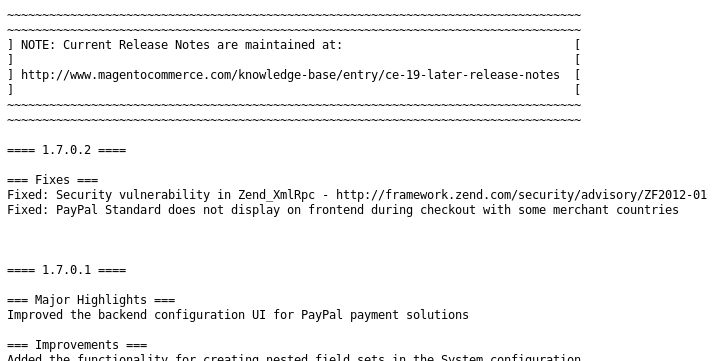 ~~~~~~~~~~~~~~~~~~~~~~~~~~~~~~~~~~~~~~~~~~~~~~~~~~~~~~~~~~~~~~~~~~~~~~~~~~~~~~~~~~
~~~~~~~~~~~~~~~~~~~~~~~~~~~~~~~~~~~~~~~~~~~~~~~~~~~~~~~~~~~~~~~~~~~~~~~~~~~~~~~~~~
] NOTE: Current Release Notes are maintained at:                                 [
]                                                                                [
] http://www.magentocommerce.com/knowledge-base/entry/ce-19-later-release-notes  [
]                                                                                [
~~~~~~~~~~~~~~~~~~~~~~~~~~~~~~~~~~~~~~~~~~~~~~~~~~~~~~~~~~~~~~~~~~~~~~~~~~~~~~~~~~
~~~~~~~~~~~~~~~~~~~~~~~~~~~~~~~~~~~~~~~~~~~~~~~~~~~~~~~~~~~~~~~~~~~~~~~~~~~~~~~~~~
==== 1.7.0.2 ====
=== Fixes ===
Fixed: Security vulnerability in Zend_XmlRpc - http://framework.zend.com/security/advisory/ZF2012-01
Fixed: PayPal Standard does not display on frontend during checkout with some merchant countries
==== 1.7.0.1 ====
=== Major Highlights ===
Improved the backend configuration UI for PayPal payment solutions
=== Improvements ===
Added the functionality for creating nested field sets in the System configuration